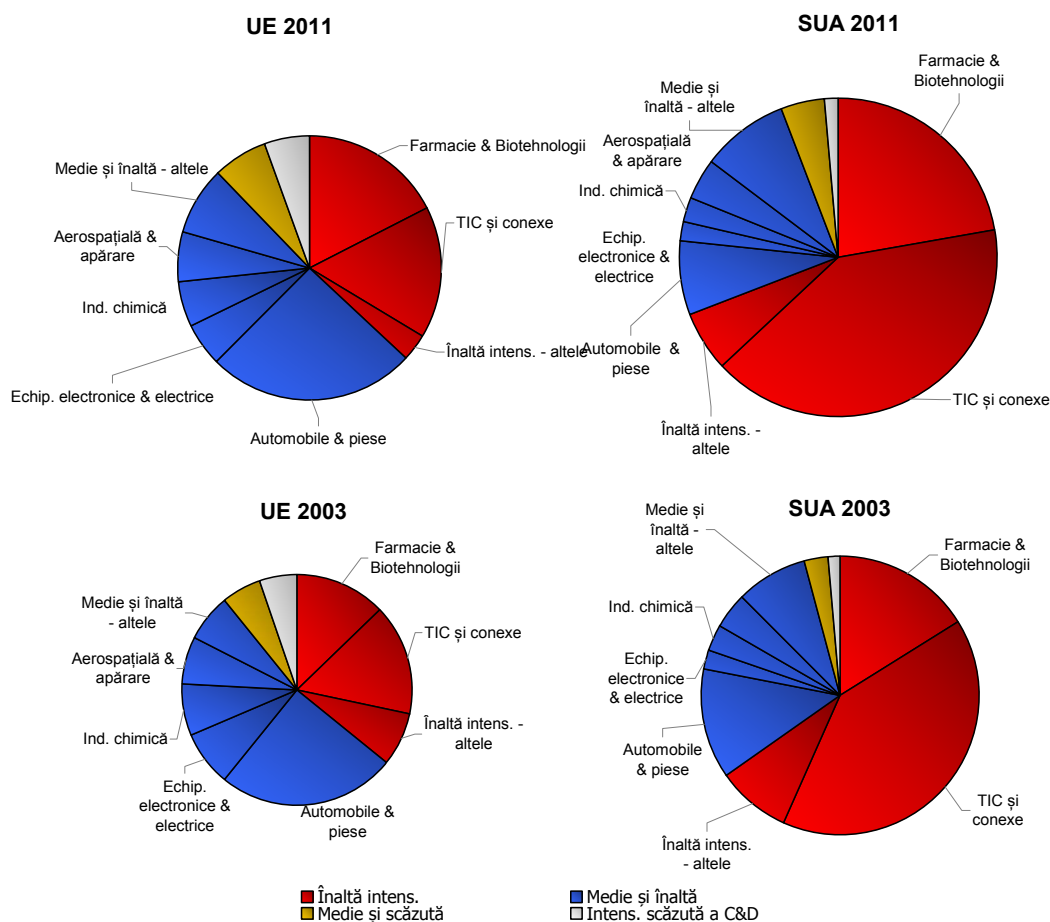 UE 2011
Farmacie & Biotehnologii
TIC și conexe
Înaltă intens. - altele
Automobile & piese
Echip. electronice & electrice
Ind. chimică
Aerospațială &
apărare
Medie și înaltă - altele
SUA 2011
Farmacie &
Biotehnologii
TIC și conexe
Înaltă intens. -
altele
Automobile &
piese
Echip.
electronice &
electrice
Ind. chimică
Aerospațială
& apărare
Medie și
înaltă - altele
UE 2003
Farmacie &
Biotehnologii
TIC și conexe
Înaltă intens. -
altele
Automobile &
piese
Echip.
electronice &
electrice
Ind. chimică
Aerospațială &
apărare
Medie și înaltă
- altele
SUA 2003
Farmacie &
Biotehnologii
TIC și
conexe
Înaltă intens.
- altele
Automobile
& piese
Echip.
electronice
& electrice
Ind. chimică
Medie și
înaltă -
altele
Înaltă intens.
Medie și înaltă
Medie și scăzută
Intens. scăzută a C&D